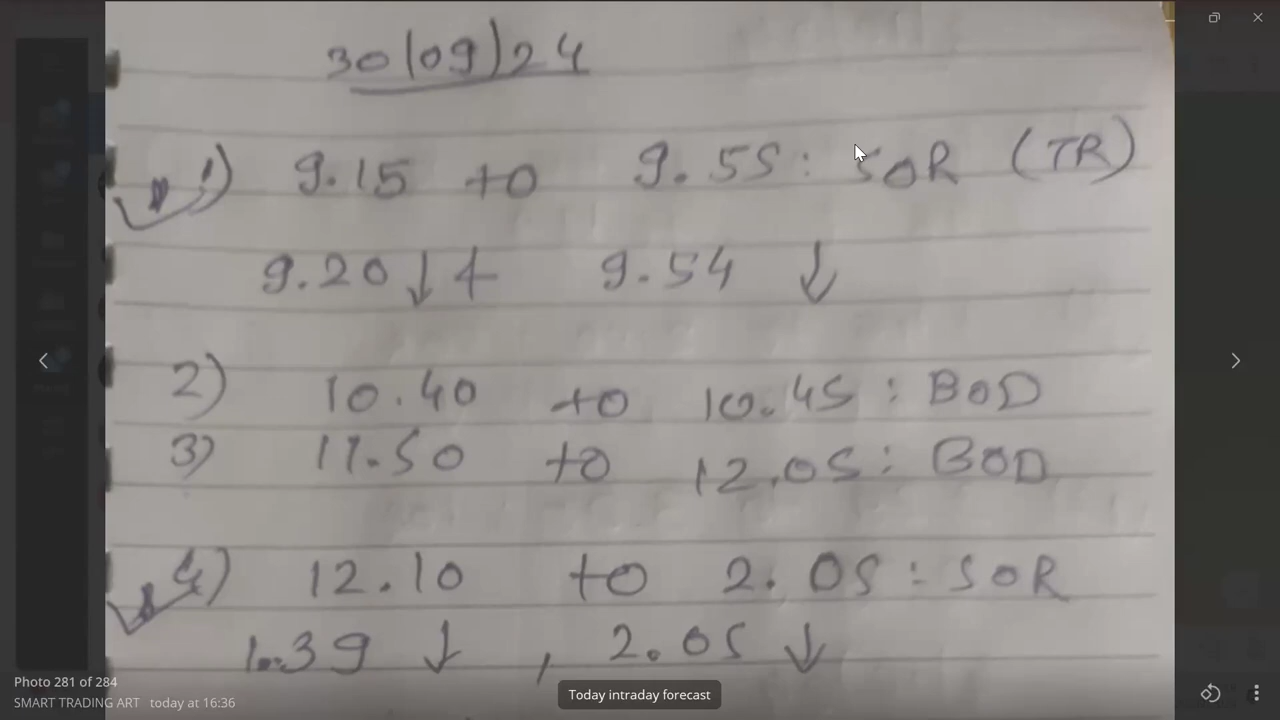 30/09/24
1) 9.15 to 9.55: SOR (TR)
9.20 ↓ + 9.54 ↓
2) 10.40 to 10.45: BOD
3) 11.50 to 12.05: BOD
4) 12.10 to 2.05: SOR
1.39 ↓ , 2.05 ↓
Photo 281 of 284
SMART TRADING ART today at 16:36
Today intraday forecast